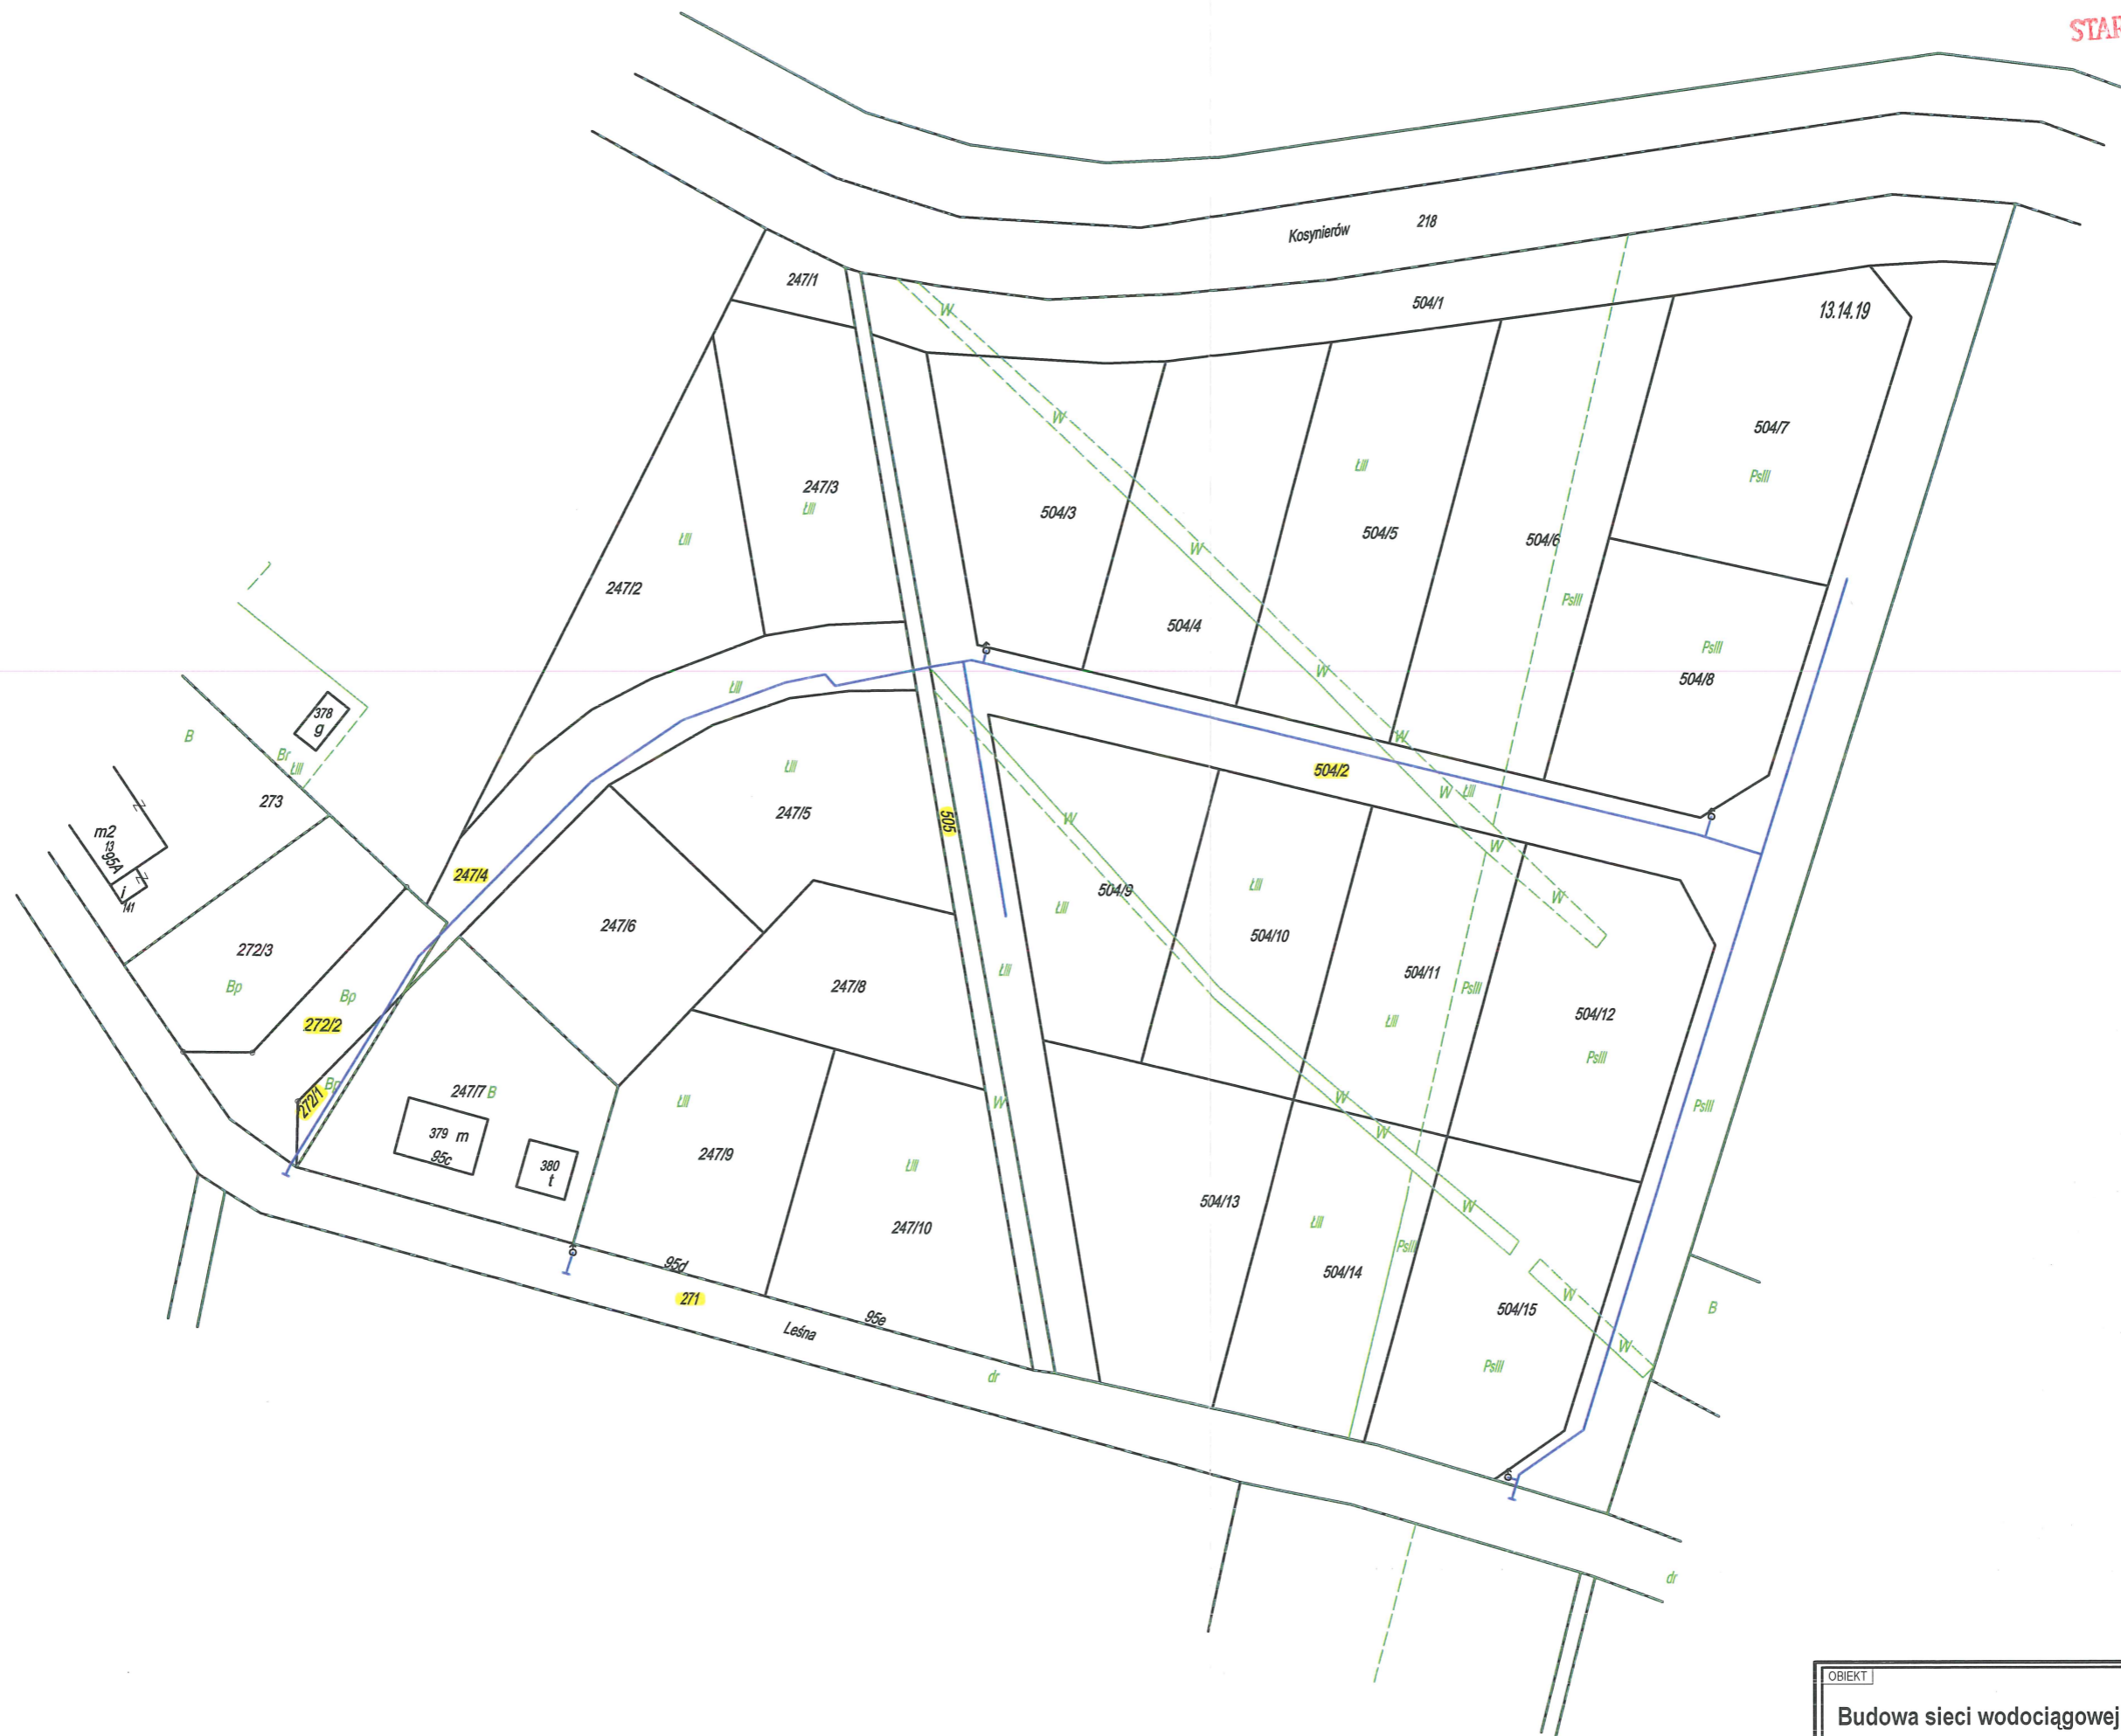 STAR
Kosynierów
218
247/1
W
504/1
13.14.19
W
504/7
ŁIII
PsIII
247/3
ŁIII
504/3
504/5
ŁIII
504/6
W
247/2
PsIII
504/4
PsIII
504/8
W
ŁIII
378
g
B
W
Br
ŁIII
ŁIII
504/2
W
ŁIII
273
247/5
505
W
m2
13
95A
W
i
141
247/4
504/9
ŁIII
W
ŁIII
247/6
504/10
272/3
ŁIII
504/11
Bp
247/8
PsIII
Bp
504/12
272/2
ŁIII
PsIII
Bp
247/7 B
272/1
ŁIII
W
W
PsIII
379 m
95c
W
247/9
380
t
ŁIII
504/13
W
ŁIII
247/10
PsIII
95d
504/14
271
W
95e
504/15
B
Leśna
W
PsIII
dr
dr
OBIEKT
Budowa sieci wodociągowej